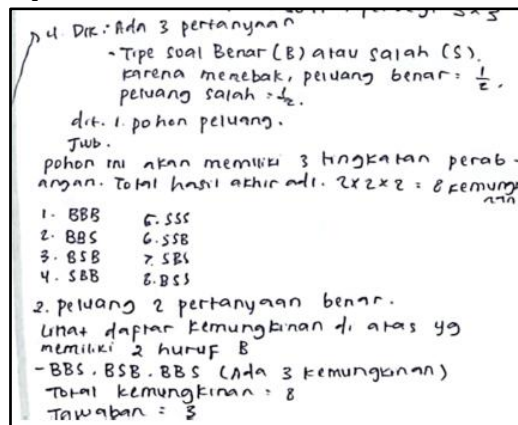 4. Dik: Ada 3 pertanyaan
- Tipe soal Benar (B) atau salah (S).
karena menebak, peluang benar = 1/2.
peluang salah = 1/2.
dit. 1. pohon peluang.
Jwb.
pohon ini akan memiliki 3 tingkatan perab-
angan. Total hasil akhir adl. 2x2x2 = 8 kemung
nan
1. BBB 5. SSS
2. BBS 6. SSB
3. BSB 7. SBS
4. SBB 8. BSS
2. peluang 2 pertanyaan benar.
Lihat daftar kemungkinan di atas yg
memiliki 2 huruf B
- BBS. BSB. BBS (Ada 3 kemungkinan)
Total kemungkinan = 8
Jawaban = 3